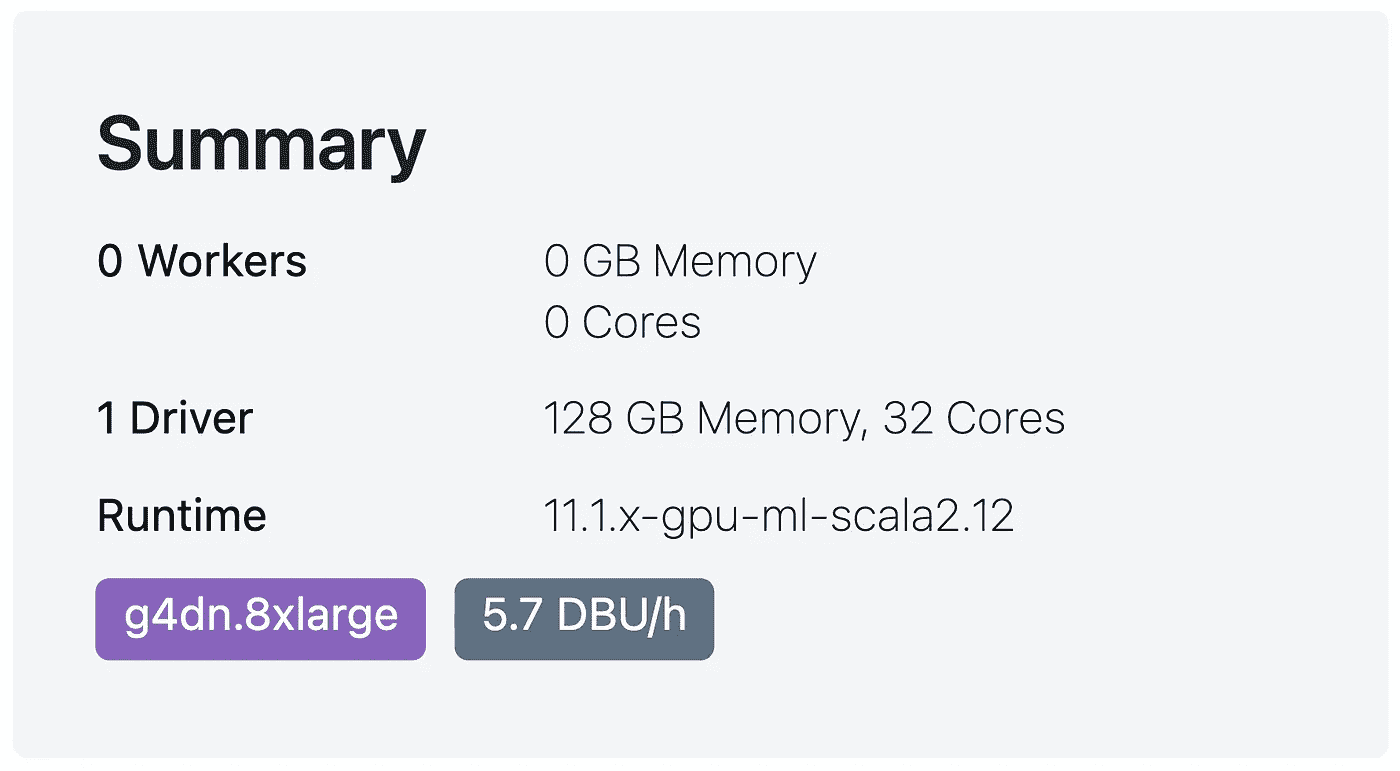 Summary
0 Workers 0 GB Memory
0 Cores
1 Driver 128 GB Memory, 32 Cores
Runtime 11.1.x-gpu-ml-scala2.12
g4dn.8xlarge 5.7 DBU/h